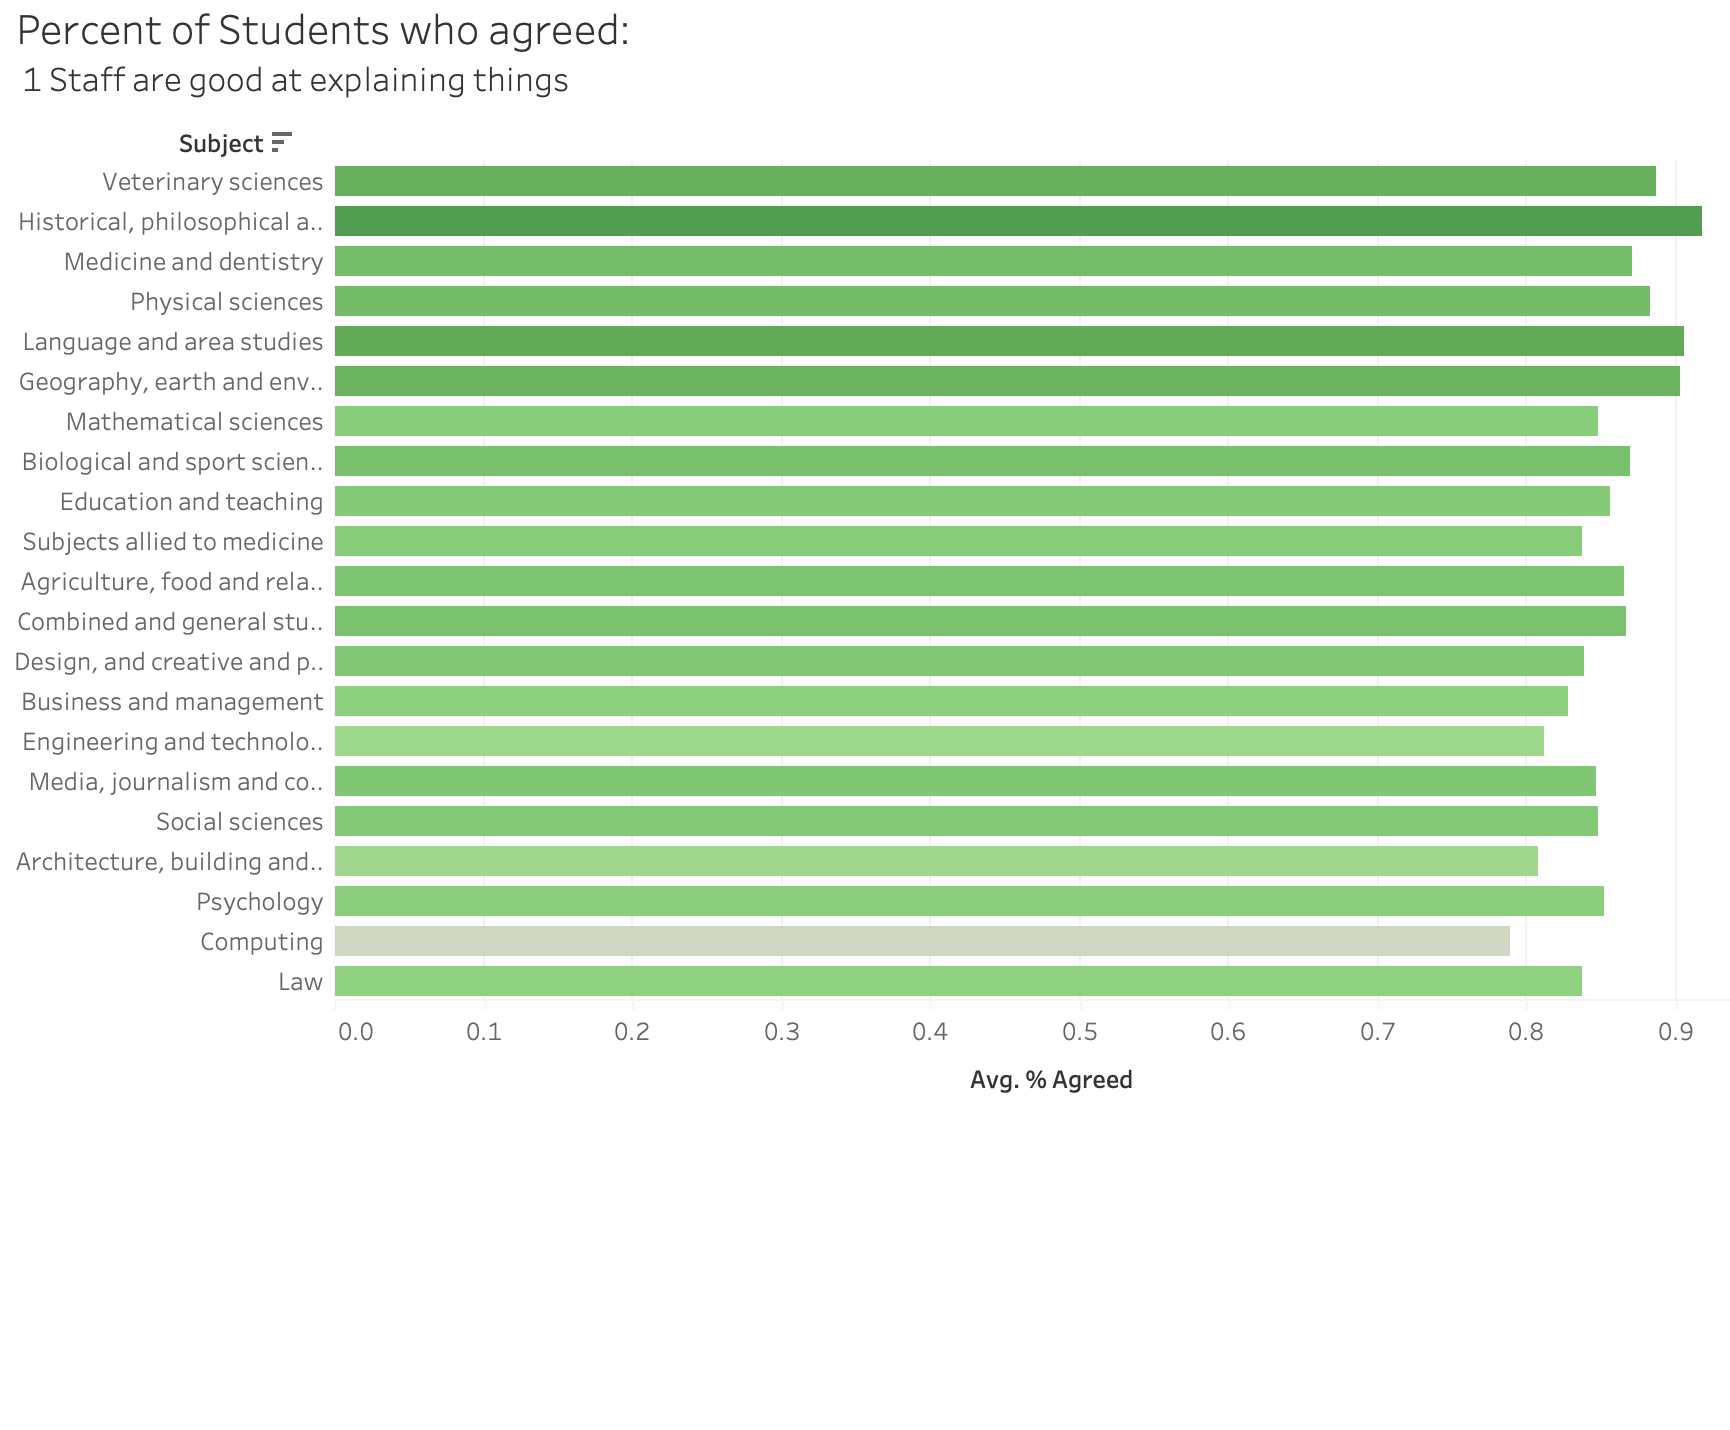 Percent of Students who agreed:
1 Staff are good at explaining things
Subject
Veterinary sciences
Historical, philosophical a..
Medicine and dentistry
Physical sciences
Language and area studies
Geography, earth and env..
Mathematical sciences
Biological and sport scien..
Education and teaching
Subjects allied to medicine
Agriculture, food and rela..
Combined and general stu..
Design, and creative and p..
Business and management
Engineering and technolo..
Media, journalism and co..
Social sciences
Architecture, building and..
Psychology
Computing
Law
0.0 0.1 0.2 0.3 0.4 0.5 0.6 0.7 0.8 0.9
Avg. % Agreed